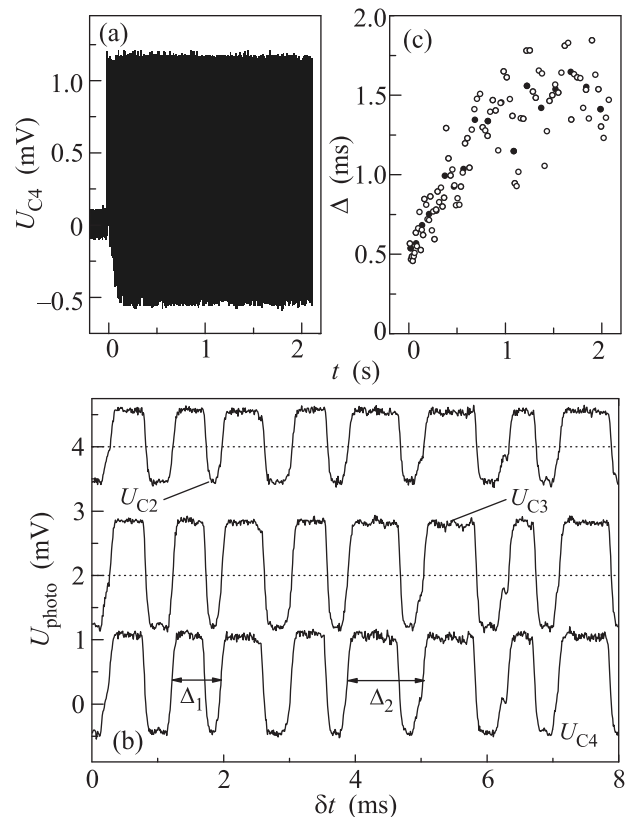 (a)
U_C4 (mV)
1.0
0.5
0
–0.5
0 1 2
(c)
Δ (ms)
2.0
1.5
1.0
0.5
0
0 1 2
t (s)
(b)
U_photo (mV)
4
3
2
1
0
U_C2
U_C3
Δ₁
Δ₂
U_C4
0 2 4 6 8
δt (ms)